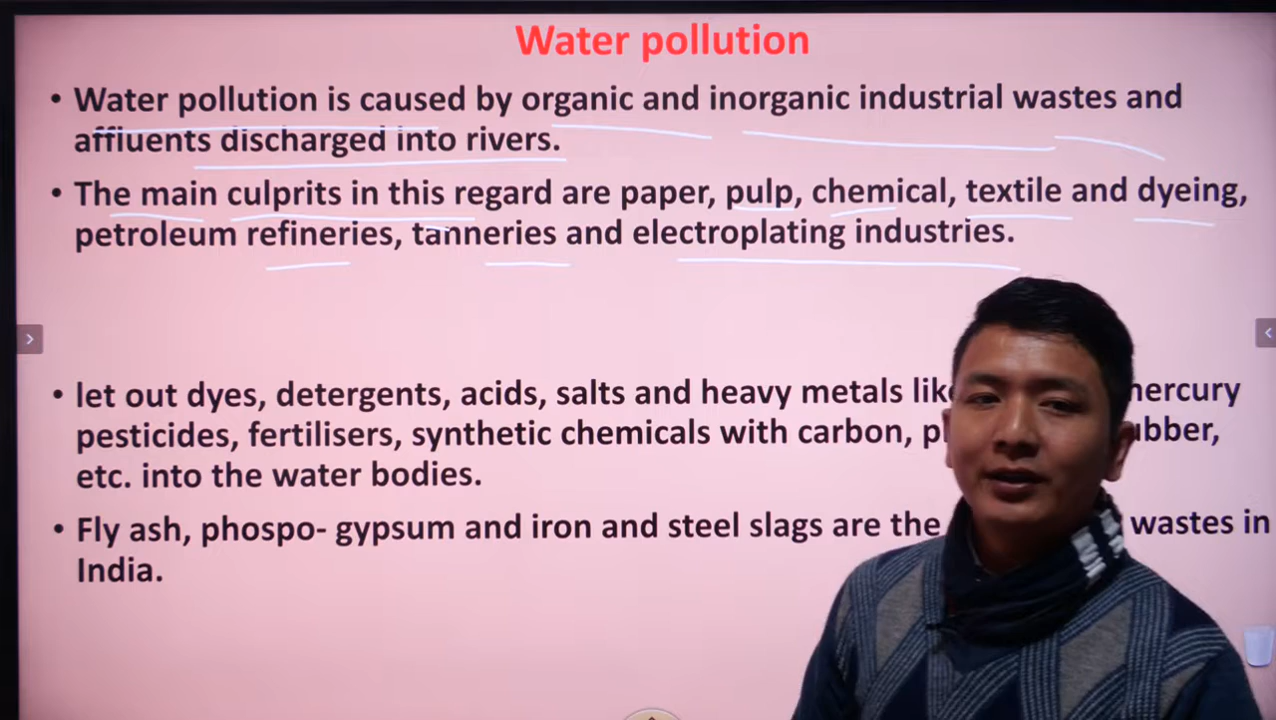 Water pollution
• Water pollution is caused by organic and inorganic industrial wastes and
affluents discharged into rivers.
• The main culprits in this regard are paper, pulp, chemical, textile and dyeing,
petroleum refineries, tanneries and electroplating industries.
• let out dyes, detergents, acids, salts and heavy metals mercury
pesticides, fertilisers, synthetic chemicals with carbon,
etc. into the water bodies.
• Fly ash, phospo- gypsum and iron and steel slags are the wastes in
India.